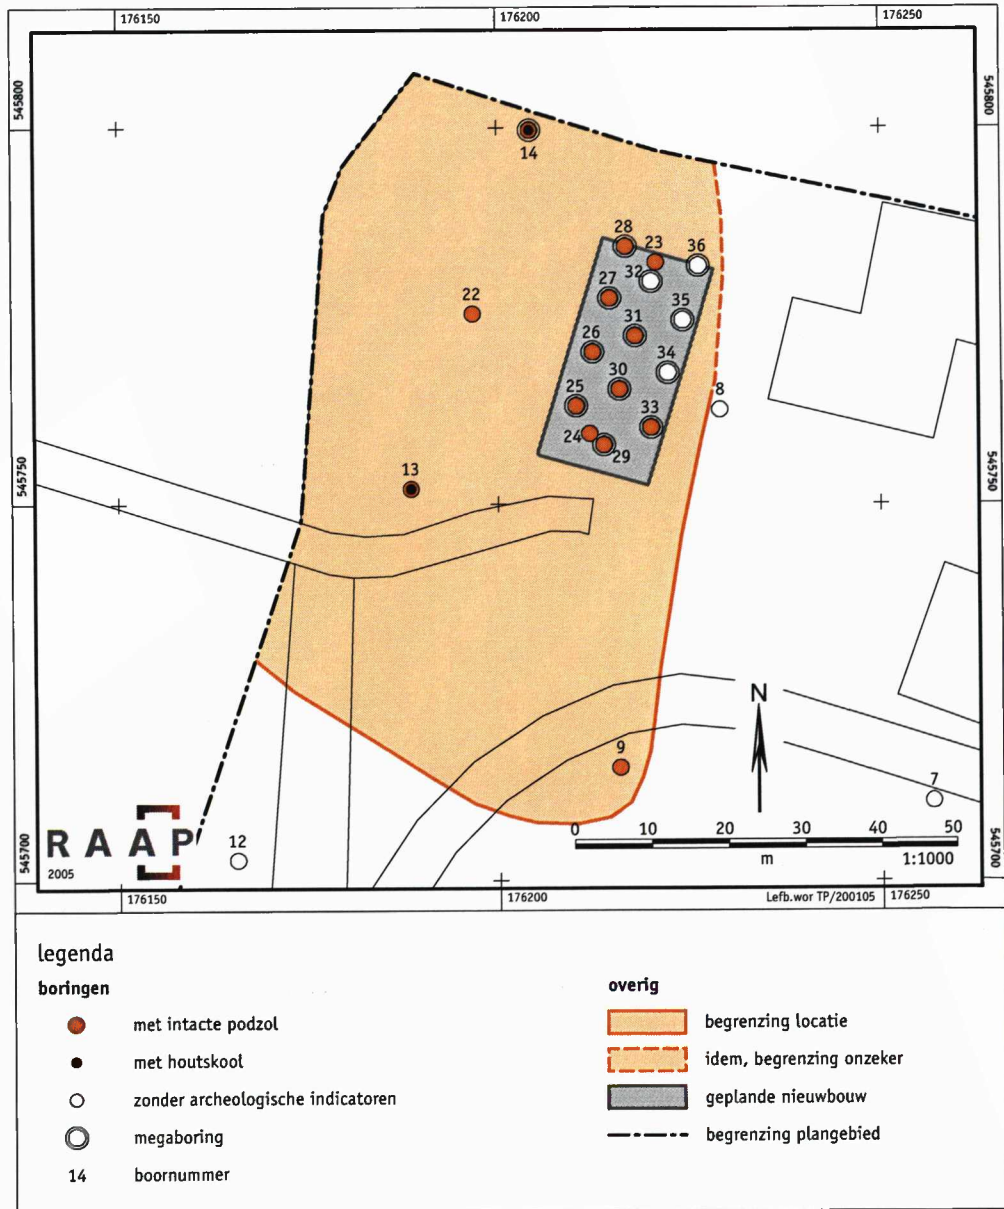 176150
176200
176250
545800
545800
14
28
23
36
32
27
22
35
31
26
34
30
8
25
33
24
29
13
545750
545750
N
9
7
RAAP
2005
12
0 10 20 30 40 50
m 1:1000
545700
545700
176150
176200
Lefb.wor TP/200105
176250
legenda
boringen
met intacte podzol
met houtskool
zonder archeologische indicatoren
megaboring
14 boornummer
overig
begrenzing locatie
idem, begrenzing onzeker
geplande nieuwbouw
begrenzing plangebied